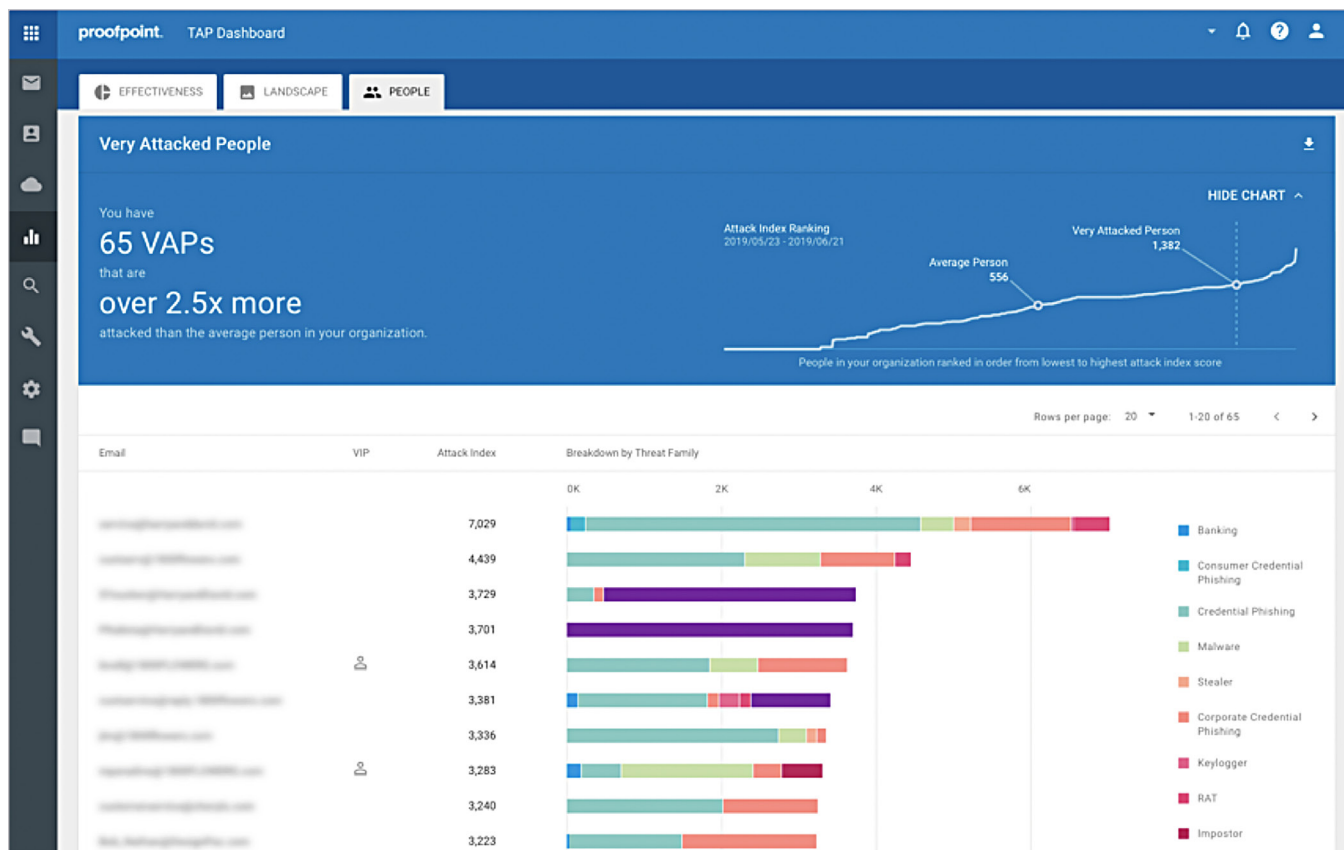 proofpoint. TAP Dashboard
EFFECTIVENESS LANDSCAPE PEOPLE
Very Attacked People
HIDE CHART
You have
65 VAPs
that are
over 2.5x more
attacked than the average person in your organization.
Attack Index Ranking
2019/05/23 - 2019/06/21
Average Person
556
Very Attacked Person
1,382
People in your organization ranked in order from lowest to highest attack index score
Rows per page: 20 1-20 of 65
Email VIP Attack Index Breakdown by Threat Family
0K 2K 4K 6K
7,029
4,439
3,729
3,701
3,614
3,381
3,336
3,283
3,240
3,223
Banking
Consumer Credential
Phishing
Credential Phishing
Malware
Stealer
Corporate Credential
Phishing
Keylogger
RAT
Impostor